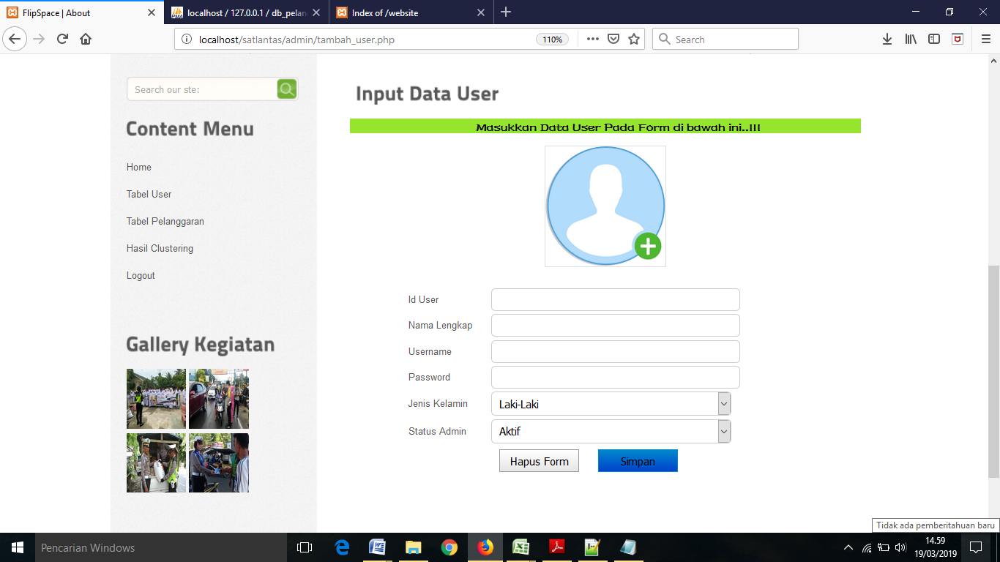 FlipSpace | About
localhost / 127.0.0.1 / db_pelan
Index of /website
localhost/satlantas/admin/tambah_user.php
110%
Search
Search our ste:
Content Menu
Home
Tabel User
Tabel Pelanggaran
Hasil Clustering
Logout
Gallery Kegiatan
Input Data User
Masukkan Data User Pada Form di bawah ini..!!!
Id User
Nama Lengkap
Username
Password
Jenis Kelamin
Laki-Laki
Status Admin
Aktif
Hapus Form
Simpan
Tidak ada pemberitahuan baru
Pencarian Windows
14.59
19/03/2019